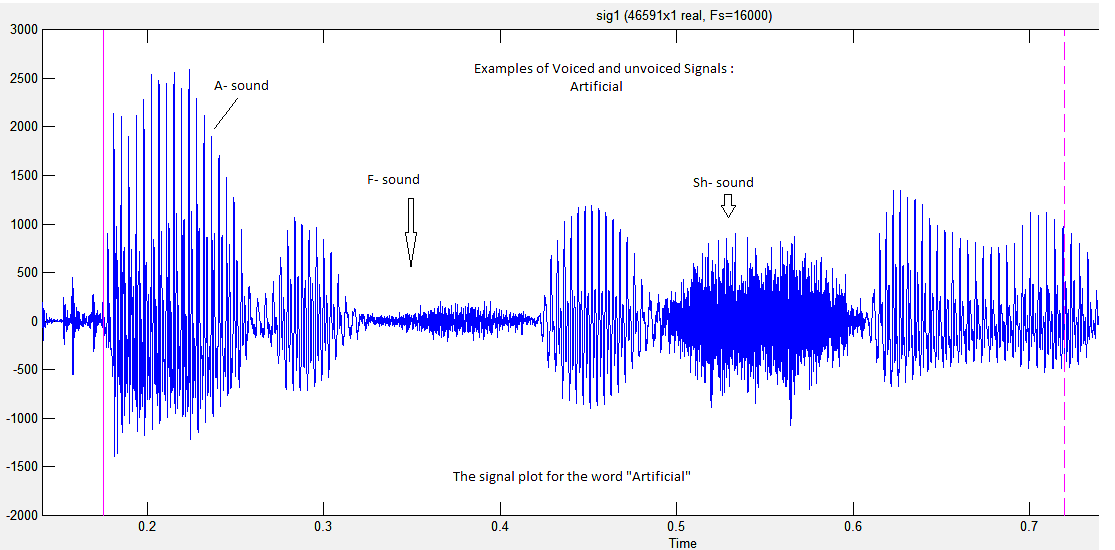 sig1 (46591x1 real, Fs=16000)
3000
2500
2000
1500
1000
500
0
-500
-1000
-1500
-2000
Examples of Voiced and unvoiced Signals :
Artificial
A- sound
F- sound
Sh- sound
The signal plot for the word "Artificial"
0.2 0.3 0.4 0.5 0.6 0.7
Time